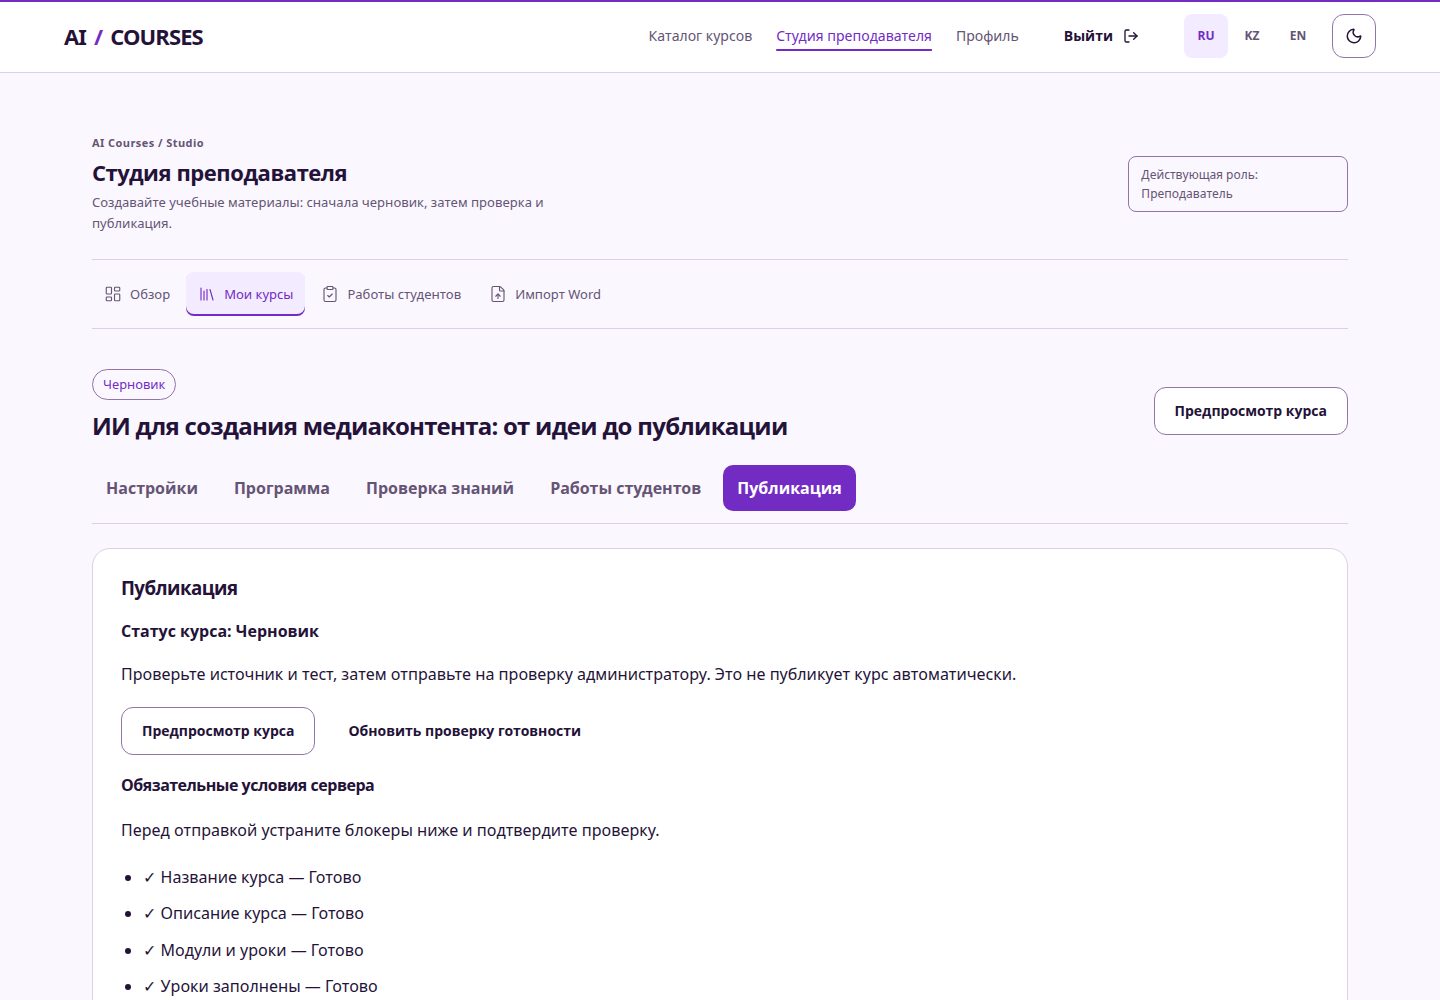 AI / COURSES
Каталог курсов
Студия преподавателя
Профиль
Выйти
RU
KZ
EN
AI Courses / Studio
Студия преподавателя
Создавайте учебные материалы: сначала черновик, затем проверка и
публикация.
Действующая роль:
Преподаватель
Обзор
Мои курсы
Работы студентов
Импорт Word
Черновик
ИИ для создания медиаконтента: от идеи до публикации
Предпросмотр курса
Настройки
Программа
Проверка знаний
Работы студентов
Публикация
Публикация
Статус курса: Черновик
Проверьте источник и тест, затем отправьте на проверку администратору. Это не публикует курс автоматически.
Предпросмотр курса
Обновить проверку готовности
Обязательные условия сервера
Перед отправкой устраните блокеры ниже и подтвердите проверку.
• ✓ Название курса — Готово
• ✓ Описание курса — Готово
• ✓ Модули и уроки — Готово
• ✓ Уроки заполнены — Готово